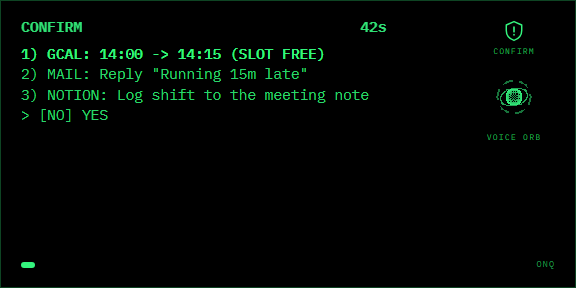 CONFIRM 42s
1) GCAL: 14:00 -> 14:15 (SLOT FREE)
2) MAIL: Reply "Running 15m late"
3) NOTION: Log shift to the meeting note
> [NO] YES
CONFIRM
VOICE ORB
ONQ